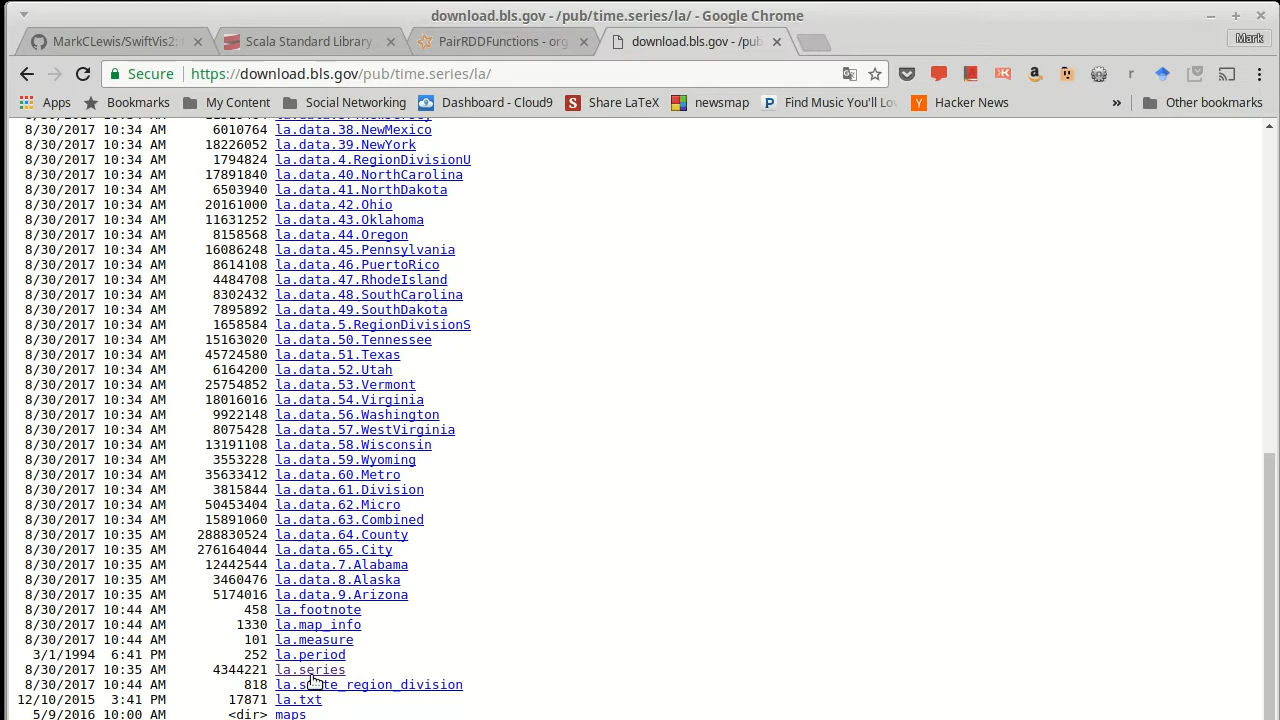 download.bls.gov - /pub/time.series/la/ - Google Chrome
MarkCLewis/SwiftVis2: Scala Standard Library PairRDDFunctions - org download.bls.gov - /pub Mark
Secure https://download.bls.gov/pub/time.series/la/
Apps Bookmarks My Content Social Networking Dashboard - Cloud9 Share LaTeX newsmap Find Music You'll Lo Hacker News » Other bookmarks
8/30/2017 10:34 AM 6010764 la.data.38.NewMexico
8/30/2017 10:34 AM 18226052 la.data.39.NewYork
8/30/2017 10:34 AM 1794824 la.data.4.RegionDivisionU
8/30/2017 10:34 AM 17891840 la.data.40.NorthCarolina
8/30/2017 10:34 AM 6503940 la.data.41.NorthDakota
8/30/2017 10:34 AM 20161000 la.data.42.Ohio
8/30/2017 10:34 AM 11631252 la.data.43.Oklahoma
8/30/2017 10:34 AM 8158568 la.data.44.Oregon
8/30/2017 10:34 AM 16086248 la.data.45.Pennsylvania
8/30/2017 10:34 AM 8614108 la.data.46.PuertoRico
8/30/2017 10:34 AM 4484708 la.data.47.RhodeIsland
8/30/2017 10:34 AM 8302432 la.data.48.SouthCarolina
8/30/2017 10:34 AM 7895892 la.data.49.SouthDakota
8/30/2017 10:34 AM 1658584 la.data.5.RegionDivisionS
8/30/2017 10:34 AM 15163020 la.data.50.Tennessee
8/30/2017 10:34 AM 45724580 la.data.51.Texas
8/30/2017 10:34 AM 6164200 la.data.52.Utah
8/30/2017 10:34 AM 25754852 la.data.53.Vermont
8/30/2017 10:34 AM 18016016 la.data.54.Virginia
8/30/2017 10:34 AM 9922148 la.data.56.Washington
8/30/2017 10:34 AM 8075428 la.data.57.WestVirginia
8/30/2017 10:34 AM 13191108 la.data.58.Wisconsin
8/30/2017 10:34 AM 3553228 la.data.59.Wyoming
8/30/2017 10:34 AM 35633412 la.data.60.Metro
8/30/2017 10:34 AM 3815844 la.data.61.Division
8/30/2017 10:34 AM 50453404 la.data.62.Micro
8/30/2017 10:34 AM 15891060 la.data.63.Combined
8/30/2017 10:35 AM 288830524 la.data.64.County
8/30/2017 10:35 AM 276164044 la.data.65.City
8/30/2017 10:35 AM 12442544 la.data.7.Alabama
8/30/2017 10:35 AM 3460476 la.data.8.Alaska
8/30/2017 10:35 AM 5174016 la.data.9.Arizona
8/30/2017 10:44 AM 458 la.footnote
8/30/2017 10:44 AM 1330 la.map_info
8/30/2017 10:44 AM 101 la.measure
3/1/1994 6:41 PM 252 la.period
8/30/2017 10:35 AM 4344221 la.series
8/30/2017 10:44 AM 818 la.state_region_division
12/10/2015 3:41 PM 17871 la.txt
5/9/2016 10:00 AM <dir> maps